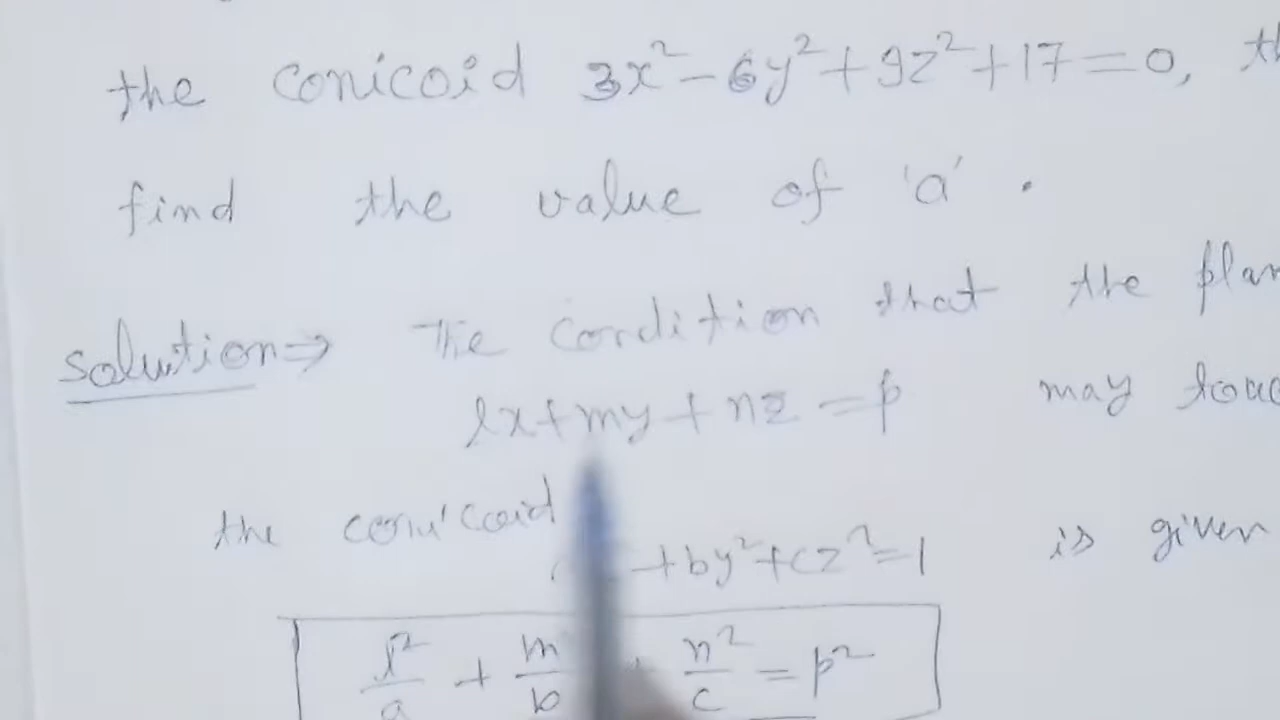 the conicoid 3x²-6y²+9z²+17=0,
find the value of 'a'.
Solution⇒ The condition that the
lx+my+nz=p may
the
+by²+cz²=1 is given
l²/a + m/b n²/c = p²